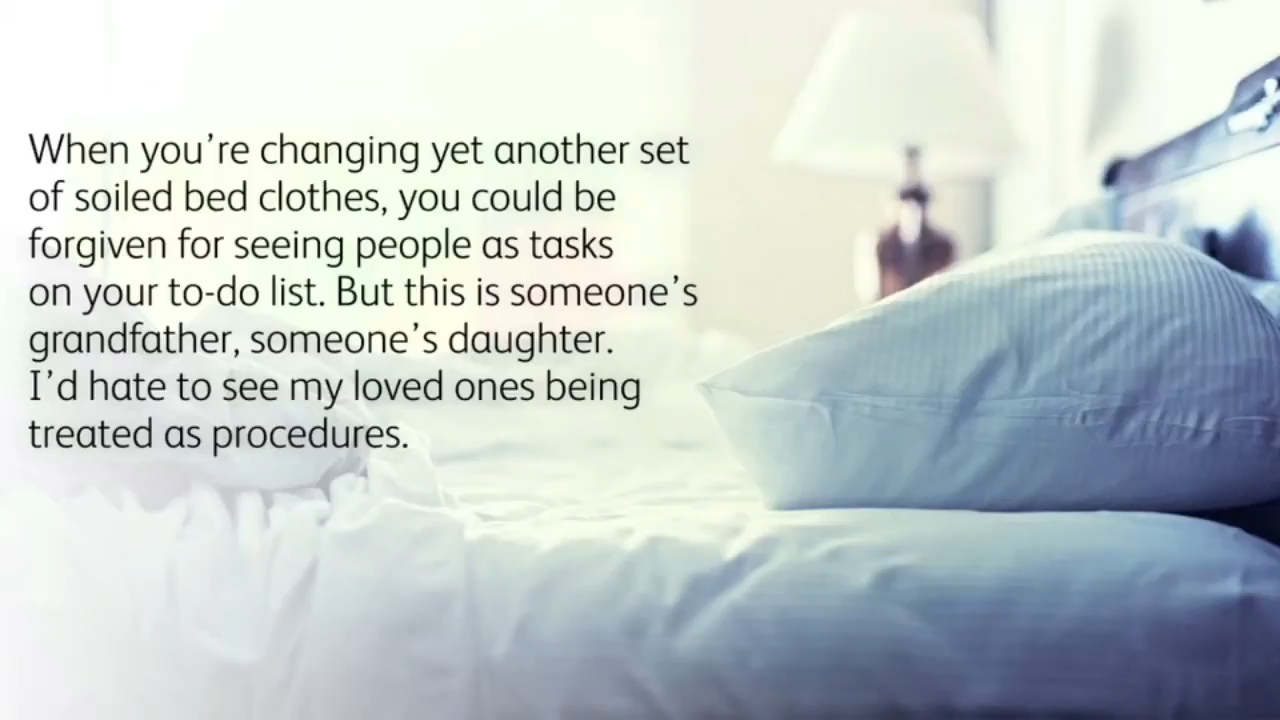 When you’re changing yet another set
of soiled bed clothes, you could be
forgiven for seeing people as tasks
on your to-do list. But this is someone’s
grandfather, someone’s daughter.
I’d hate to see my loved ones being
treated as procedures.